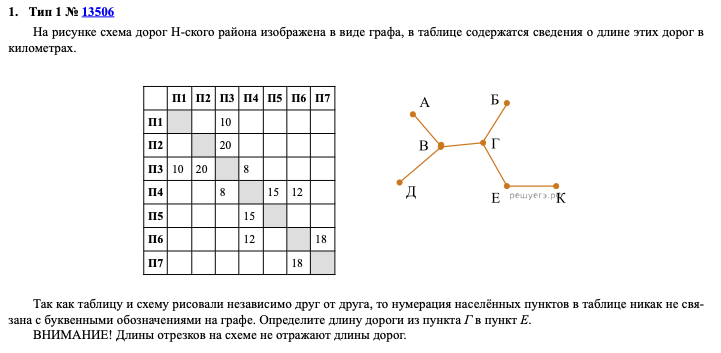 1. Тип 1 № 13506
На рисунке схема дорог Н-ского района изображена в виде графа, в таблице содержатся сведения о длине этих дорог в
километрах.
П1 П2 П3 П4 П5 П6 П7
П1 10
П2 20
П3 10 20 8
П4 8 15 12
П5 15
П6 12 18
П7 18
А Б
В Г
Д Е К
решуегэ.рф
Так как таблицу и схему рисовали независимо друг от друга, то нумерация населённых пунктов в таблице никак не свя-
зана с буквенными обозначениями на графе. Определите длину дороги из пункта Г в пункт Е.
ВНИМАНИЕ! Длины отрезков на схеме не отражают длины дорог.